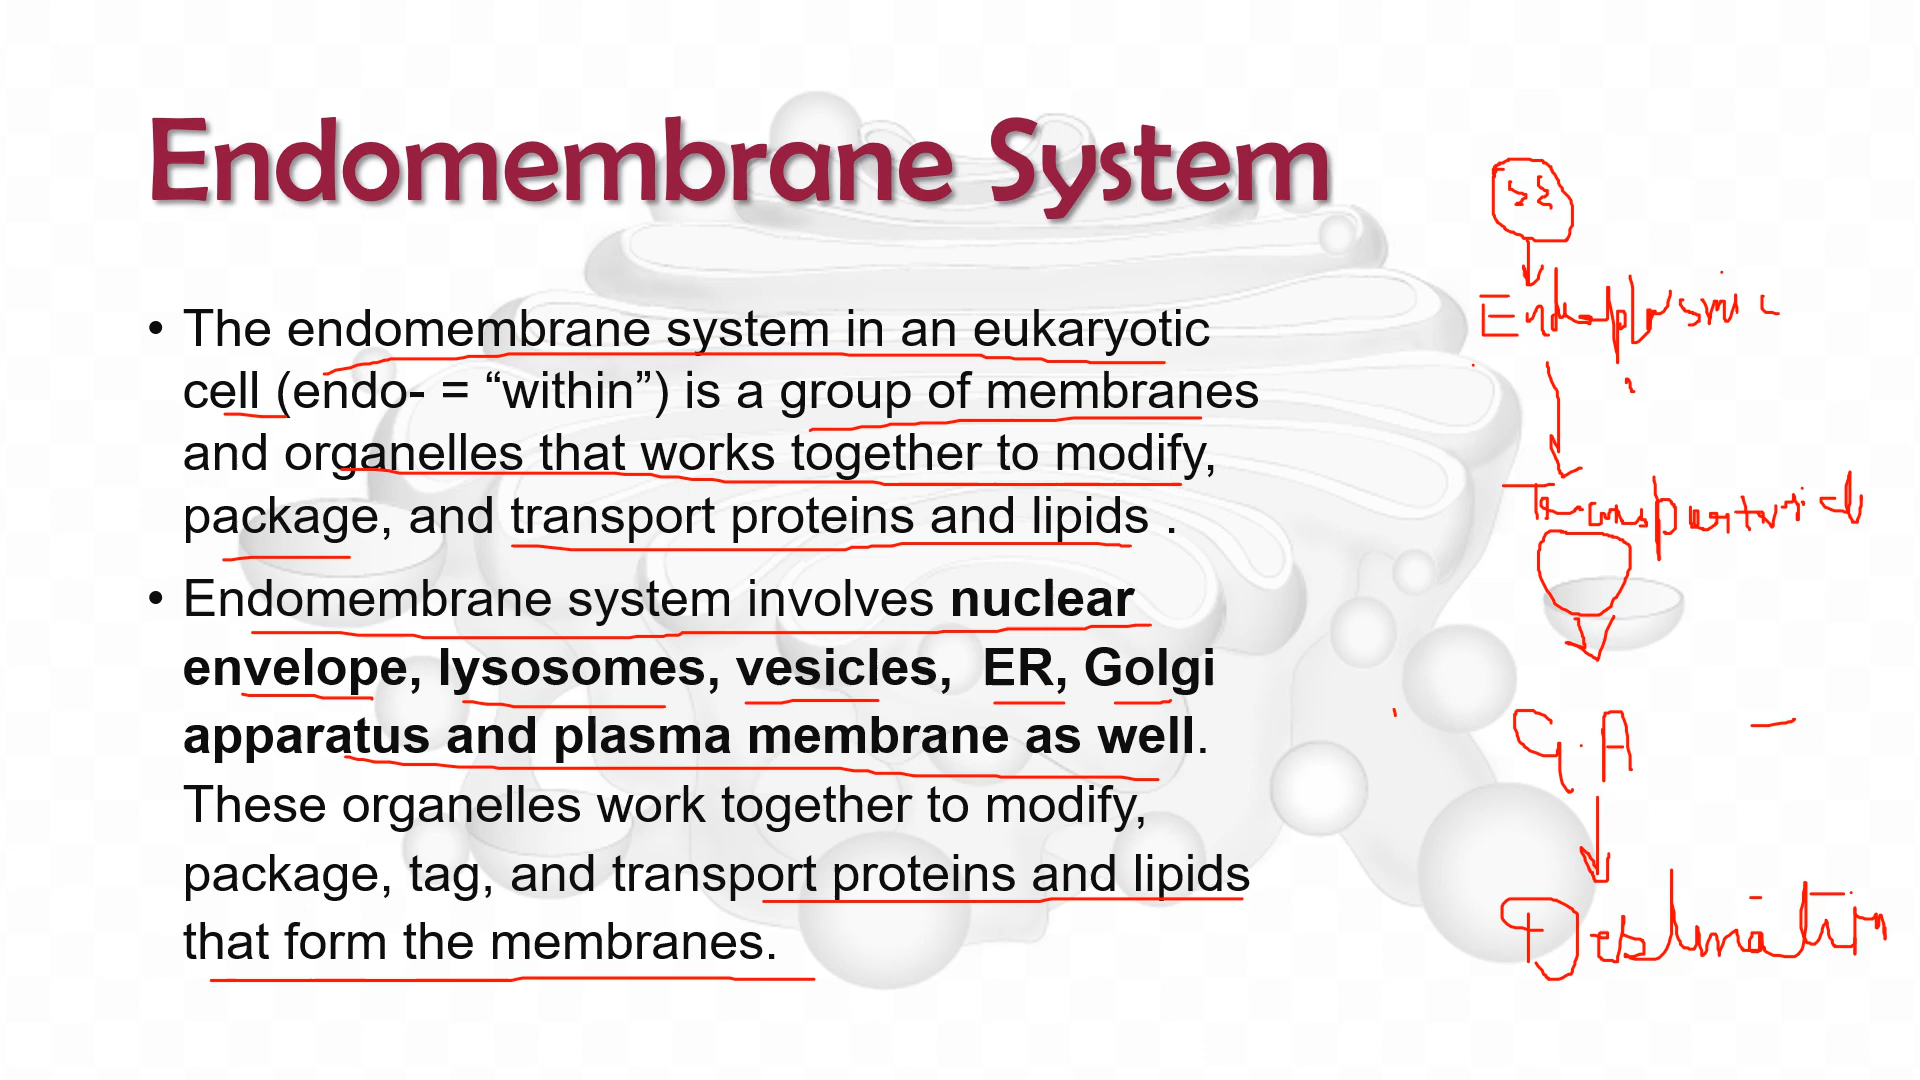 Endomembrane System
• The endomembrane system in an eukaryotic
cell (endo- = “within”) is a group of membranes
and organelles that works together to modify,
package, and transport proteins and lipids .
• Endomembrane system involves nuclear
envelope, lysosomes, vesicles,  ER, Golgi
apparatus and plasma membrane as well.
These organelles work together to modify,
package, tag, and transport proteins and lipids
that form the membranes.
Endoplasmic
G.A
Destination